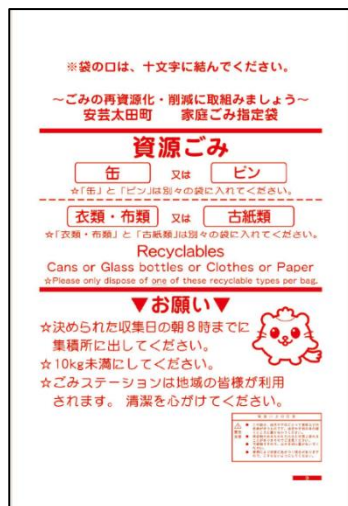 ※袋の口は、十文字に結んでください。
～ごみの再資源化・削減に取組みましょう～
安芸太田町　家庭ごみ指定袋
資源ごみ
缶 又は ビン
☆「缶」と「ビン」は別々の袋に入れてください。
衣類・布類 又は 古紙類
☆「衣類・布類」と「古紙類」は別々の袋に入れてください。
Recyclables
Cans or Glass bottles or Clothes or Paper
☆Please only dispose of one of these recyclable types per bag.
▼お願い▼
☆決められた収集日の朝8時までに
集積所に出してください。
☆10kg未満にしてください。
☆ごみステーションは地域の皆様が利用
されます。清潔を心がけてください。